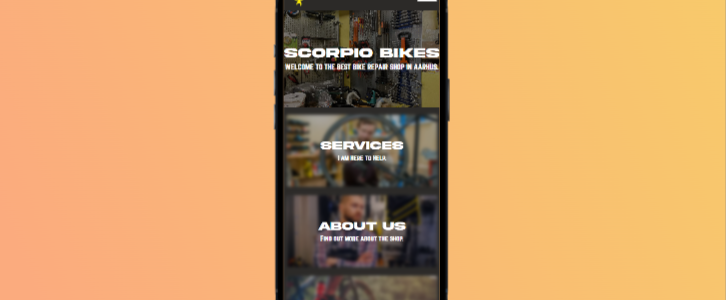 SCORPIO BIKES
WELCOME TO THE BEST BIKE REPAIR SHOP IN AARHUS.
SERVICES
I AM HERE TO HELP.
ABOUT US
FIND OUT MORE ABOUT THE SHOP.